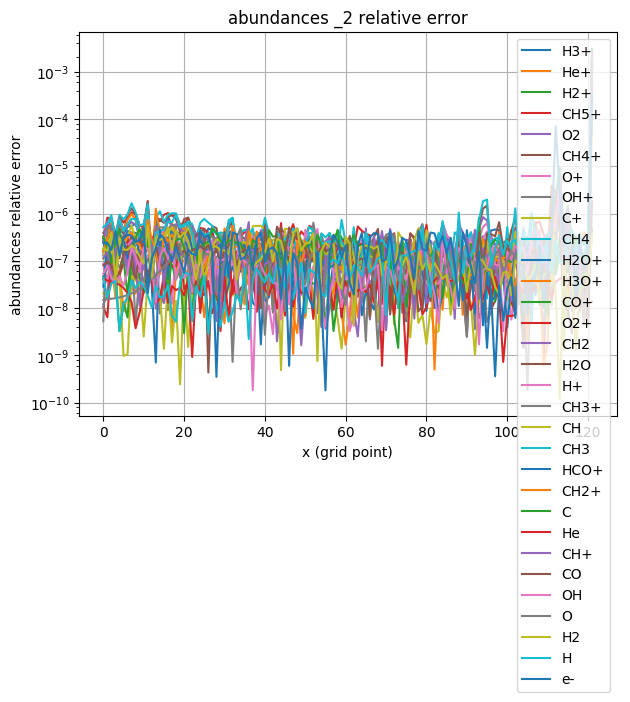 abundances _2 relative error
abundances relative error
10⁻³
10⁻⁴
10⁻⁵
10⁻⁶
10⁻⁷
10⁻⁸
10⁻⁹
10⁻¹⁰
0
20
40
60
80
100
120
x (grid point)
H3+
He+
H2+
CH5+
O2
CH4+
O+
OH+
C+
CH4
H2O+
H3O+
CO+
O2+
CH2
H2O
H+
CH3+
CH
CH3
HCO+
CH2+
C
He
CH+
CO
OH
O
H2
H
e-